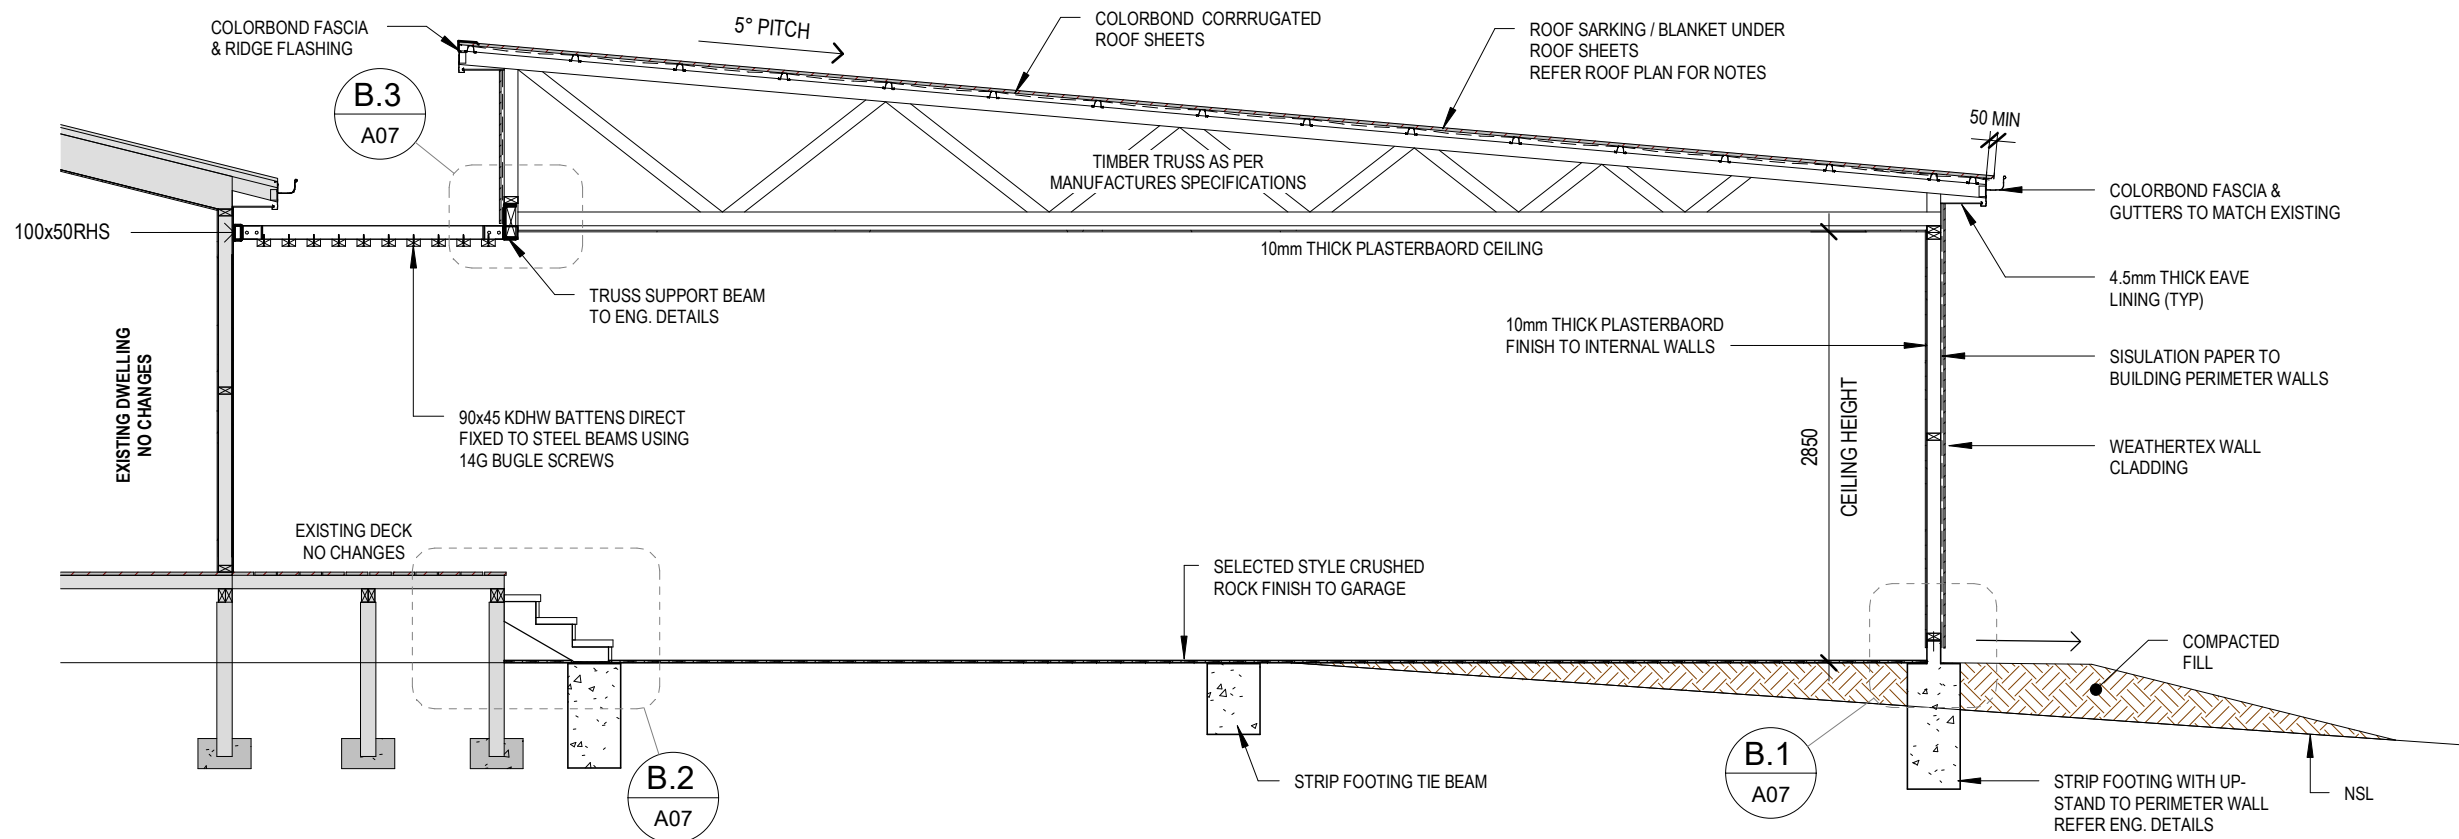 COLORBOND FASCIA
& RIDGE FLASHING
5° PITCH
COLORBOND CORRRUGATED
ROOF SHEETS
ROOF SARKING / BLANKET UNDER
ROOF SHEETS
REFER ROOF PLAN FOR NOTES
B.3
A07
50 MIN
TIMBER TRUSS AS PER
MANUFACTURES SPECIFICATIONS
COLORBOND FASCIA &
GUTTERS TO MATCH EXISTING
100x50RHS
10mm THICK PLASTERBAORD CEILING
4.5mm THICK EAVE
LINING (TYP)
TRUSS SUPPORT BEAM
TO ENG. DETAILS
10mm THICK PLASTERBAORD
FINISH TO INTERNAL WALLS
EXISTING DWELLING
NO CHANGES
SISULATION PAPER TO
BUILDING PERIMETER WALLS
90x45 KDHW BATTENS DIRECT
FIXED TO STEEL BEAMS USING
14G BUGLE SCREWS
2850
CEILING HEIGHT
WEATHERTEX WALL
CLADDING
EXISTING DECK
NO CHANGES
SELECTED STYLE CRUSHED
ROCK FINISH TO GARAGE
COMPACTED
FILL
B.2
A07
STRIP FOOTING TIE BEAM
B.1
A07
STRIP FOOTING WITH UP-
STAND TO PERIMETER WALL
REFER ENG. DETAILS
NSL